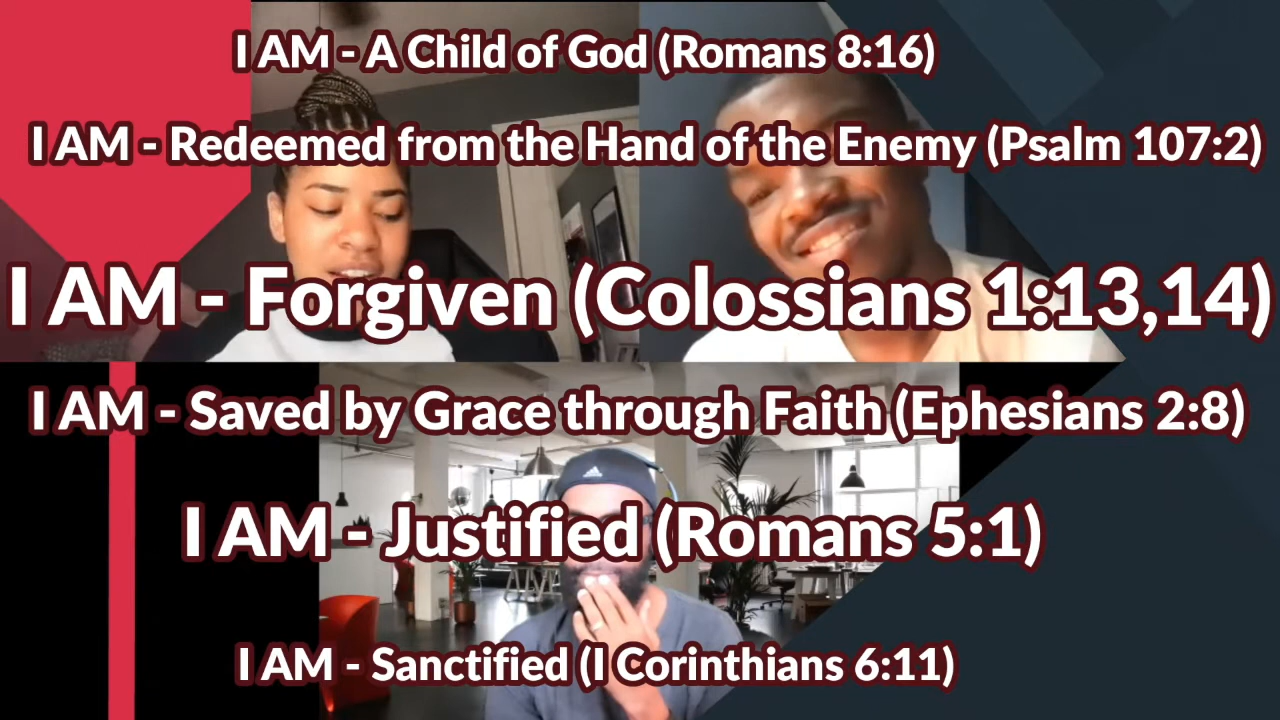 I AM - A Child of God (Romans 8:16)
I AM - Redeemed from the Hand of the Enemy (Psalm 107:2)
I AM - Forgiven (Colossians 1:13,14)
I AM - Saved by Grace through Faith (Ephesians 2:8)
I AM - Justified (Romans 5:1)
I AM - Sanctified (I Corinthians 6:11)